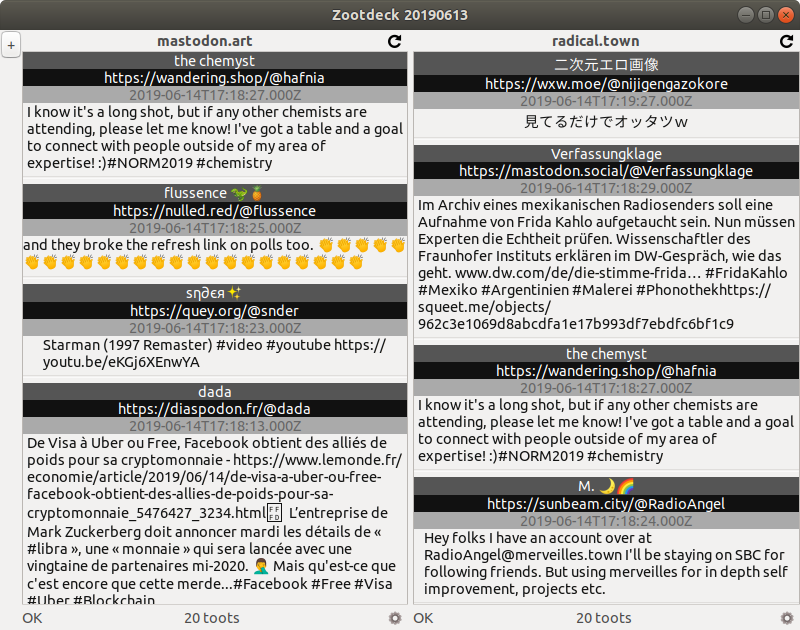 Zootdeck 20190613
+
mastodon.art
the chemyst
https://wandering.shop/@hafnia
2019-06-14T17:18:27.000Z
I know it's a long shot, but if any other chemists are
attending, please let me know! I've got a table and a goal
to connect with people outside of my area of
expertise! :)#NORM2019 #chemistry
flussence 🦎🍍
https://nulled.red/@flussence
2019-06-14T17:18:25.000Z
and they broke the refresh link on polls too. 👏👏👏👏👏
👏👏👏👏👏👏👏👏👏👏👏👏👏👏👏👏👏👏👏
sη∂єя✨
https://quey.org/@snder
2019-06-14T17:18:23.000Z
Starman (1997 Remaster) #video #youtube https://
youtu.be/eKGj6XEnwYA
dada
https://diaspodon.fr/@dada
2019-06-14T17:18:13.000Z
De Visa à Uber ou Free, Facebook obtient des alliés de
poids pour sa cryptomonnaie - https://www.lemonde.fr/
economie/article/2019/06/14/de-visa-a-uber-ou-free-
facebook-obtient-des-allies-de-poids-pour-sa-
cryptomonnaie_5476427_3234.html� L’entreprise de
Mark Zuckerberg doit annoncer mardi les détails de «
#libra », une « monnaie » qui sera lancée avec une
vingtaine de partenaires mi-2020. 🤦‍♂️ Mais qu'est-ce que
c'est encore que cette merde...#Facebook #Free #Visa
#Uber #Blockchain
OK
20 toots
radical.town
二次元エロ画像
https://wxw.moe/@nijigengazokore
2019-06-14T17:19:27.000Z
見てるだけでオッタツｗ
Verfassungklage
https://mastodon.social/@Verfassungklage
2019-06-14T17:18:29.000Z
Im Archiv eines mexikanischen Radiosenders soll eine
Aufnahme von Frida Kahlo aufgetaucht sein. Nun müssen
Experten die Echtheit prüfen. Wissenschaftler des
Fraunhofer Instituts erklären im DW-Gespräch, wie das
geht. www.dw.com/de/die-stimme-frida… #FridaKahlo
#Mexiko #Argentinien #Malerei #Phonothekhttps://
squeet.me/objects/
962c3e1069d8abcdfa1e17b993df7ebdfc6bf1c9
the chemyst
https://wandering.shop/@hafnia
2019-06-14T17:18:27.000Z
I know it's a long shot, but if any other chemists are
attending, please let me know! I've got a table and a goal
to connect with people outside of my area of
expertise! :)#NORM2019 #chemistry
M. 🌙🌈
https://sunbeam.city/@RadioAngel
2019-06-14T17:18:24.000Z
Hey folks I have an account over at
RadioAngel@merveilles.town I'll be staying on SBC for
following friends. But using merveilles for in depth self
improvement, projects etc.
OK
20 toots